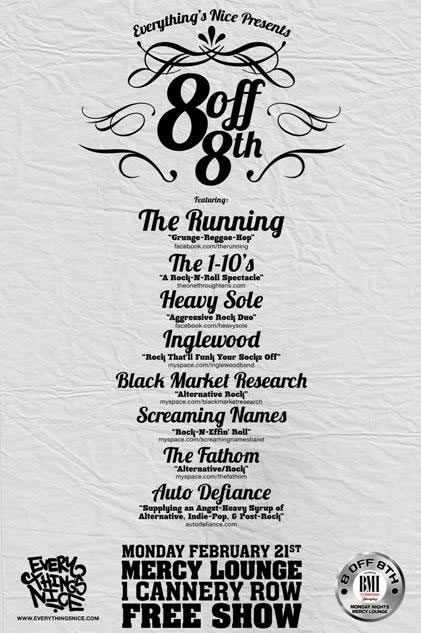 Everything's Nice Presents
8 off
8th
Featuring:
The Running
"Grunge-Reggae-Hop"
facebook.com/therunning
The 1-10's
"A Rock-N-Roll Spectacle"
theonethroughtens.com
Heavy Sole
"Aggressive Rock Duo"
facebook.com/heavysole
Inglewood
"Rock That'll Funk Your Socks Off"
myspace.com/inglewoodband
Black Market Research
"Alternative Rock"
myspace.com/blackmarketresearch
Screaming Names
"Rock-N-Effin' Roll"
myspace.com/screamingnamesband
The Fathom
"Alternative/Rock"
myspace.com/thefathom
Auto Defiance
"Supplying an Angst-Heavy Syrup of
Alternative, Indie-Pop, & Post-Rock"
autodefiance.com
EVERY
THINGS
NICE
WWW.EVERYTHINGSNICE.COM
MONDAY FEBRUARY 21ST
MERCY LOUNGE
1 CANNERY ROW
FREE SHOW
8 OFF 8TH
BMI
MONDAY NIGHTS
MERCY LOUNGE